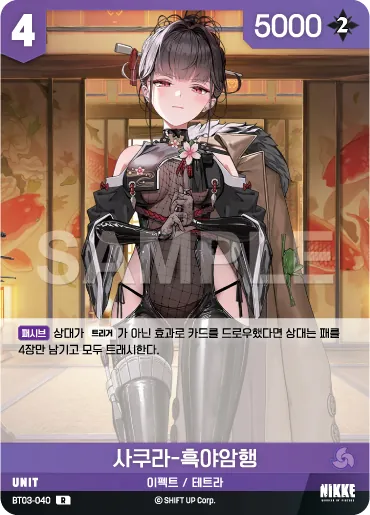 4
5000
2
SAMPLE
패시브 상대가 트리거 가 아닌 효과로 카드를 드로우했다면 상대는 패를
4장만 남기고 모두 트래시한다.
사쿠라-흑야암행
UNIT
이펙트 / 테트라
BT03-040 R
©SHIFT UP Corp.
NIKKE